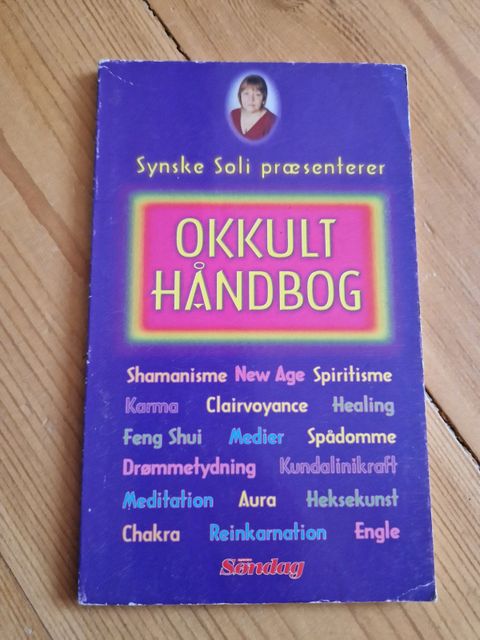 Synske Soli præsenterer
OKKULT
HÅNDBOG
Shamanisme New Age Spiritisme
Karma Clairvoyance Healing
Feng Shui Medier Spådomme
Drømmetydning Kundalinikraft
Meditation Aura Heksekunst
Chakra Reinkarnation Engle
Søndag